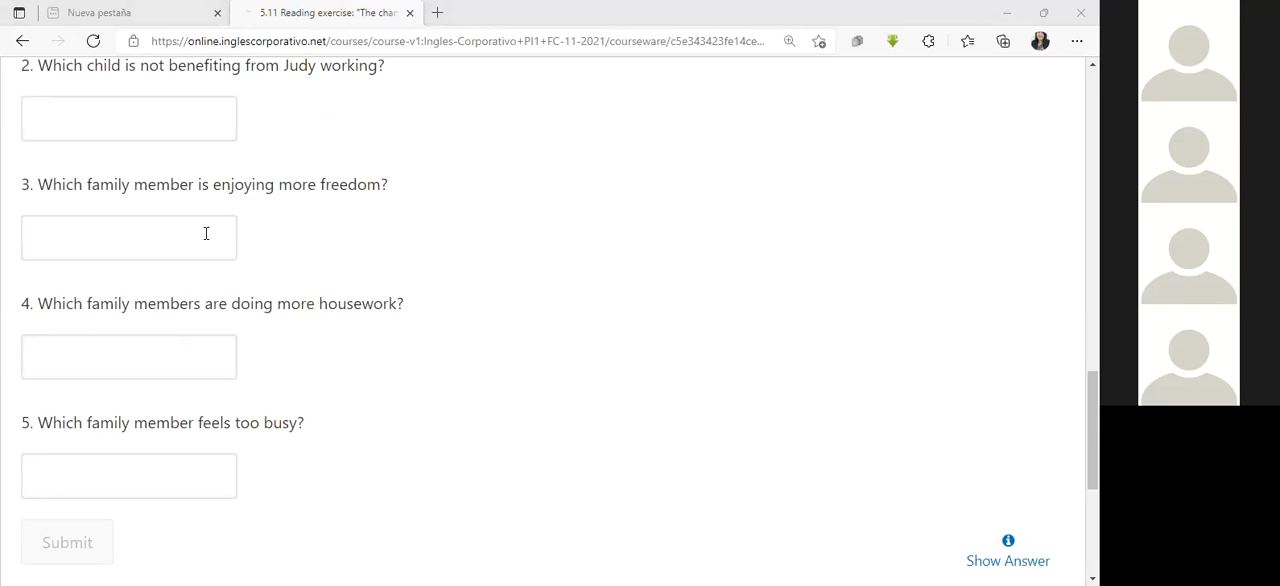 Nueva pestaña
5.11 Reading exercise: "The char
https://online.inglescorporativo.net/courses/course-v1:Ingles-Corporativo+PI1+FC-11-2021/courseware/c5e343423fe14ce...
2. Which child is not benefiting from Judy working?
3. Which family member is enjoying more freedom?
4. Which family members are doing more housework?
5. Which family member feels too busy?
Submit
Show Answer